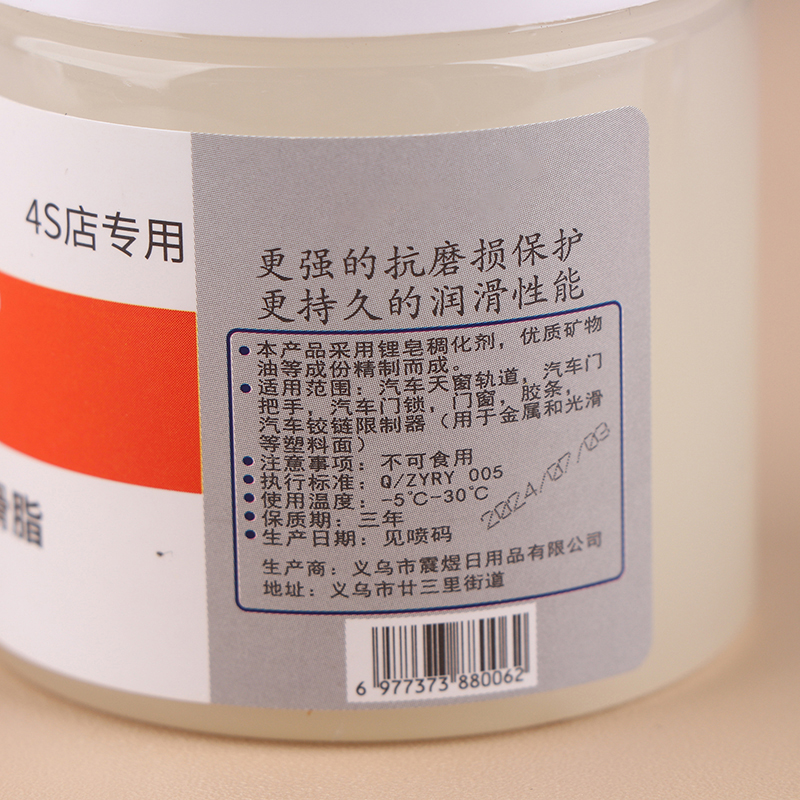 4S店专用
滑脂
更强的抗磨损保护
更持久的润滑性能
本产品采用锂皂稠化剂，优质矿物
油等成份精制而成。
适用范围：汽车天窗轨道，汽车门
把手，汽车门锁，门窗，胶条，
汽车铰链限制器（用于金属和光滑
等塑料面）
注意事项：不可食用
执行标准：Q/ZYRY 005
使用温度：-5℃-30℃
保质期：三年
生产日期：见喷码
2024/07/03
生产商：义乌市震煜日用品有限公司
地址：义乌市廿三里街道
6 977373 880062